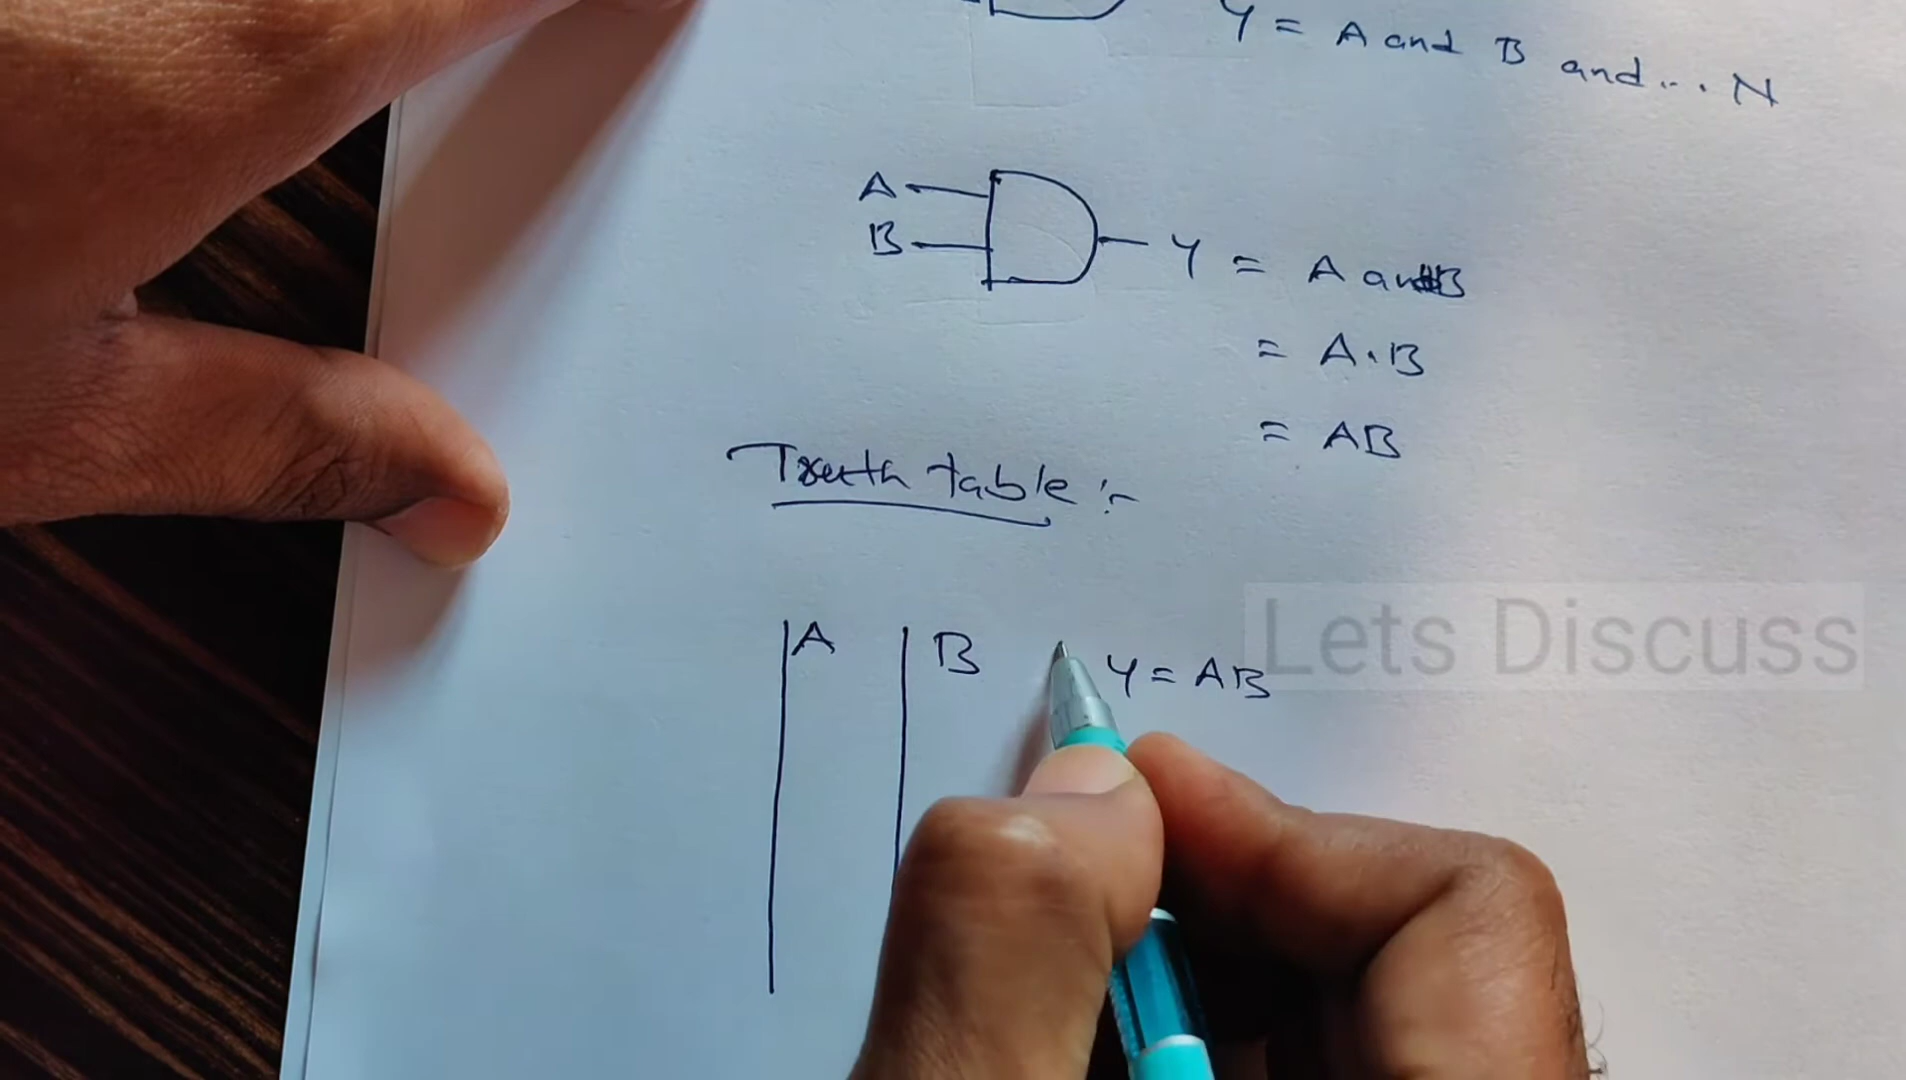 Y = A and B and... N
A
B
Y = A and B
= A.B
= AB
Truth table :-
A B Y = AB
Lets Discuss